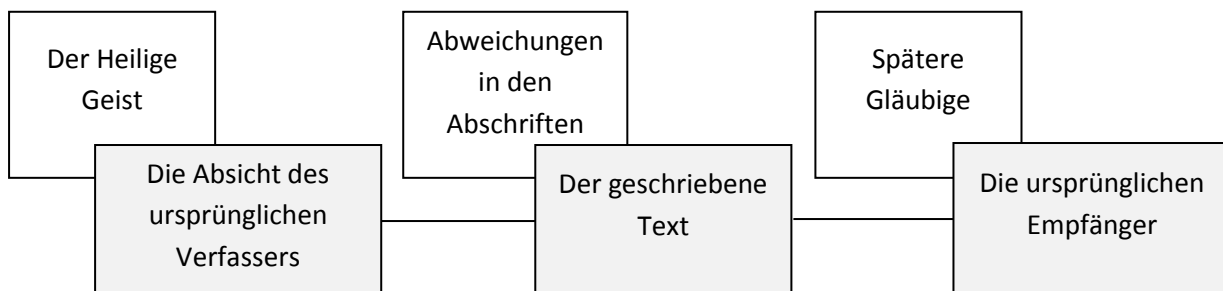 Der Heilige
Geist
Die Absicht des
ursprünglichen
Verfassers
Abweichungen
in den
Abschriften
Der geschriebene
Text
Spätere
Gläubige
Die ursprünglichen
Empfänger